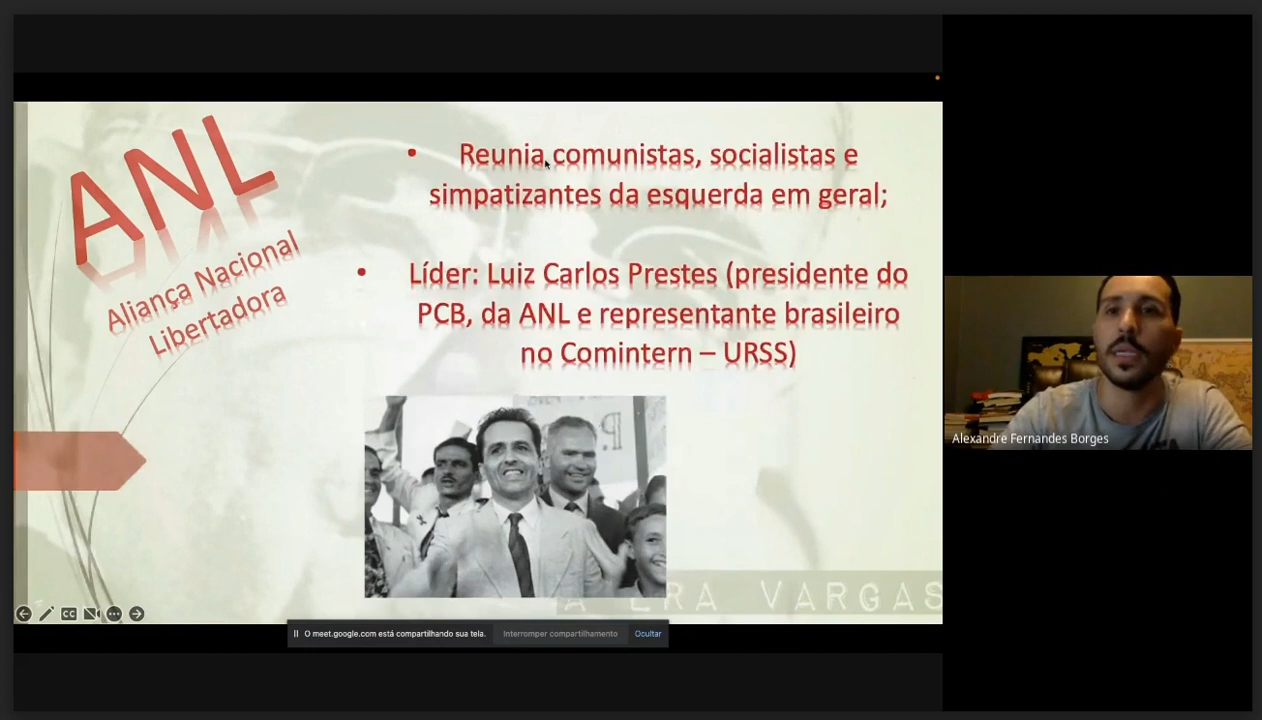 ANL
Aliança Nacional
Libertadora
• Reunia comunistas, socialistas e
simpatizantes da esquerda em geral;
• Líder: Luiz Carlos Prestes (presidente do
PCB, da ANL e representante brasileiro
no Comintern – URSS)
A ERA VARGAS
Alexandre Fernandes Borges
CC
O meet.google.com está compartilhando sua tela. Interromper compartilhamento Ocultar